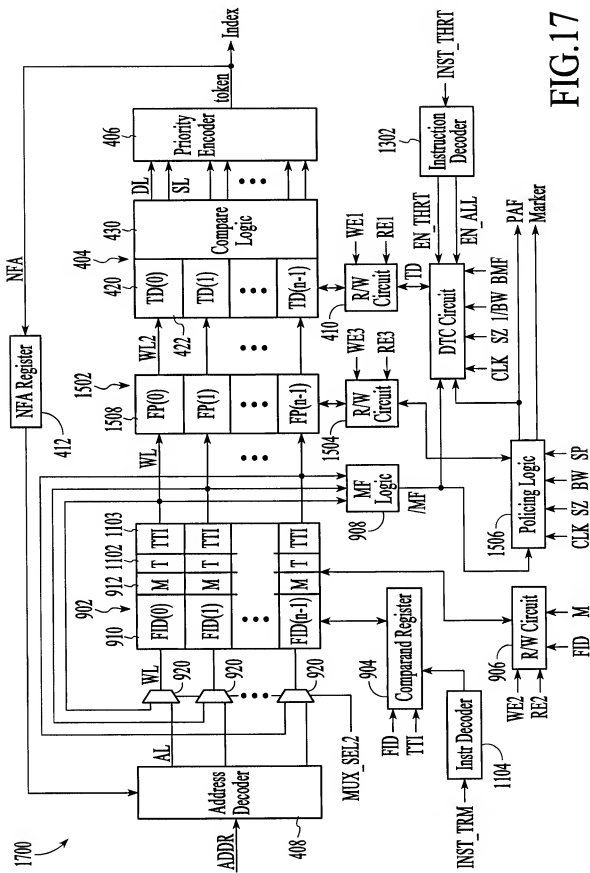 1700
NFA
NFA Register
412
ADDR
Address
Decoder
408
AL
WL
920
920
920
MUX_SEL2
910
902
912
1102
1103
FID(0) M T TTI
FID(1) M T TTI
FID(n-1) M T TTI
WL
1508
1502
FP(0)
FP(1)
FP(n-1)
WL2
420
404
430
TD(0)
422
TD(1)
TD(n-1)
Compare
Logic
DL
SL
406
Priority
Encoder
token
Index
MF
Logic
908
/MF
1504
R/W
Circuit
WE3
RE3
410
R/W
Circuit
WE1
RE1
TD
904
Comparand Register
FID
TTI
INST_TRM
Instr Decoder
1104
906
R/W Circuit
WE2
RE2
FID
M
1506
Policing Logic
CLK
SZ
BW
SP
DTC Circuit
CLK
SZ
1/BW
BMF
EN_THRT
EN_ALL
1302
Instruction
Decoder
INST_THRT
PAF
Marker
FIG.17